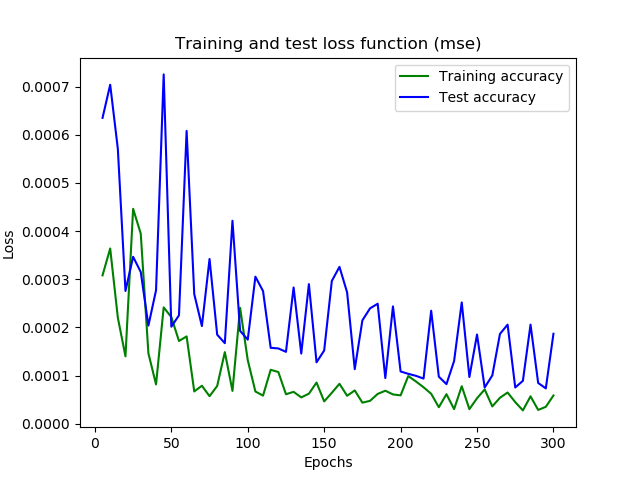 Training and test loss function (mse)
Training accuracy
Test accuracy
0.0007
0.0006
0.0005
0.0004
0.0003
0.0002
0.0001
0.0000
Loss
0 50 100 150 200 250 300
Epochs